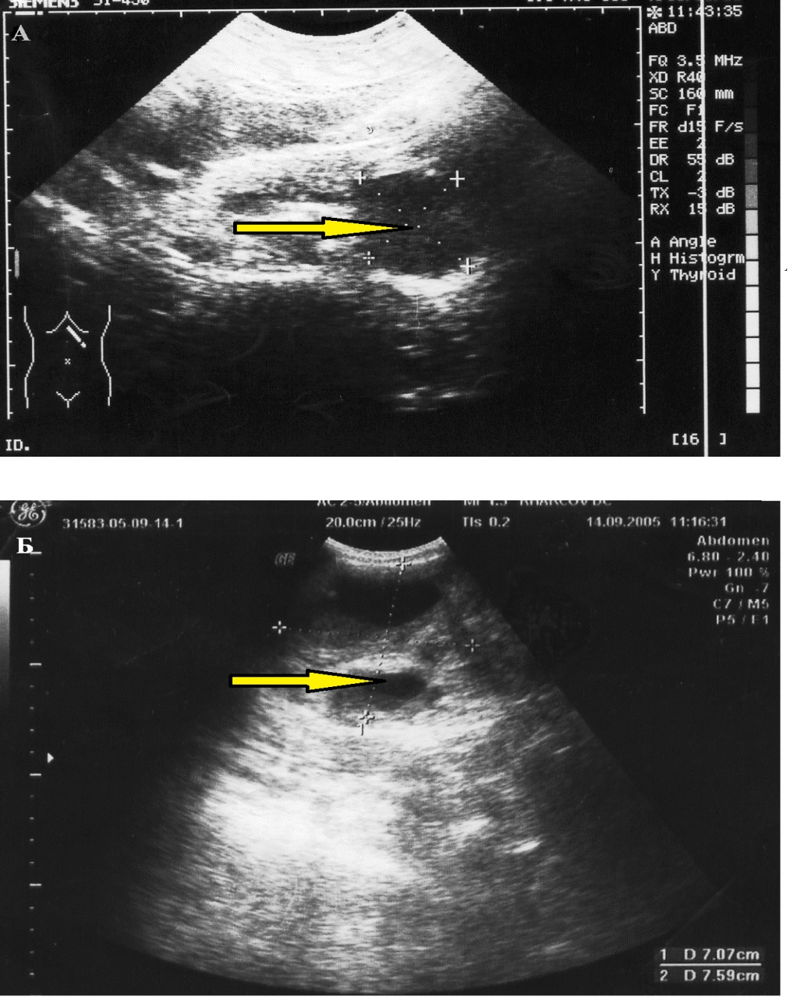 SIEMENS SI-450
А
11:43:35
ABD
FQ 3.5 MHz
XD R40
SC 160 mm
FC F1
FR d15 F/s
EE 2
DR 55 dB
CL 2
TX -3 dB
RX 15 dB
A Angle
H Histogrm
Y Thyroid
x
ID.
[16 ]
GE
AC 2-5/Abdomen MI 1.3 KHARCOV DC
31583-05-09-14-1 20.0cm / 25Hz TIs 0.2 14.09.2005 11:16:31
Б
GE
Abdomen
6.80 - 2.40
Pwr 100 %
Gn -7
C7 / M5
P5 / E1
1
1 D 7.07cm
2 D 7.59cm